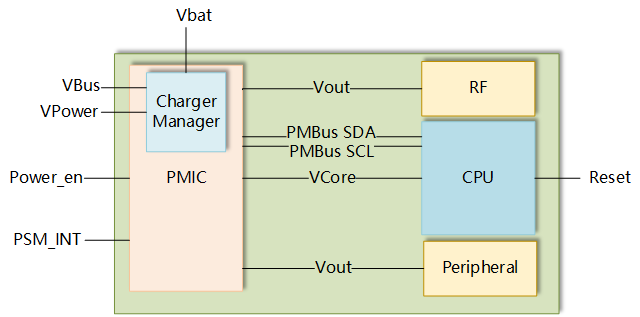 Vbat
VBus
VPower
Charger
Manager
Vout
RF
PMBus SDA
PMBus SCL
Power_en
PMIC
VCore
CPU
Reset
PSM_INT
Vout
Peripheral